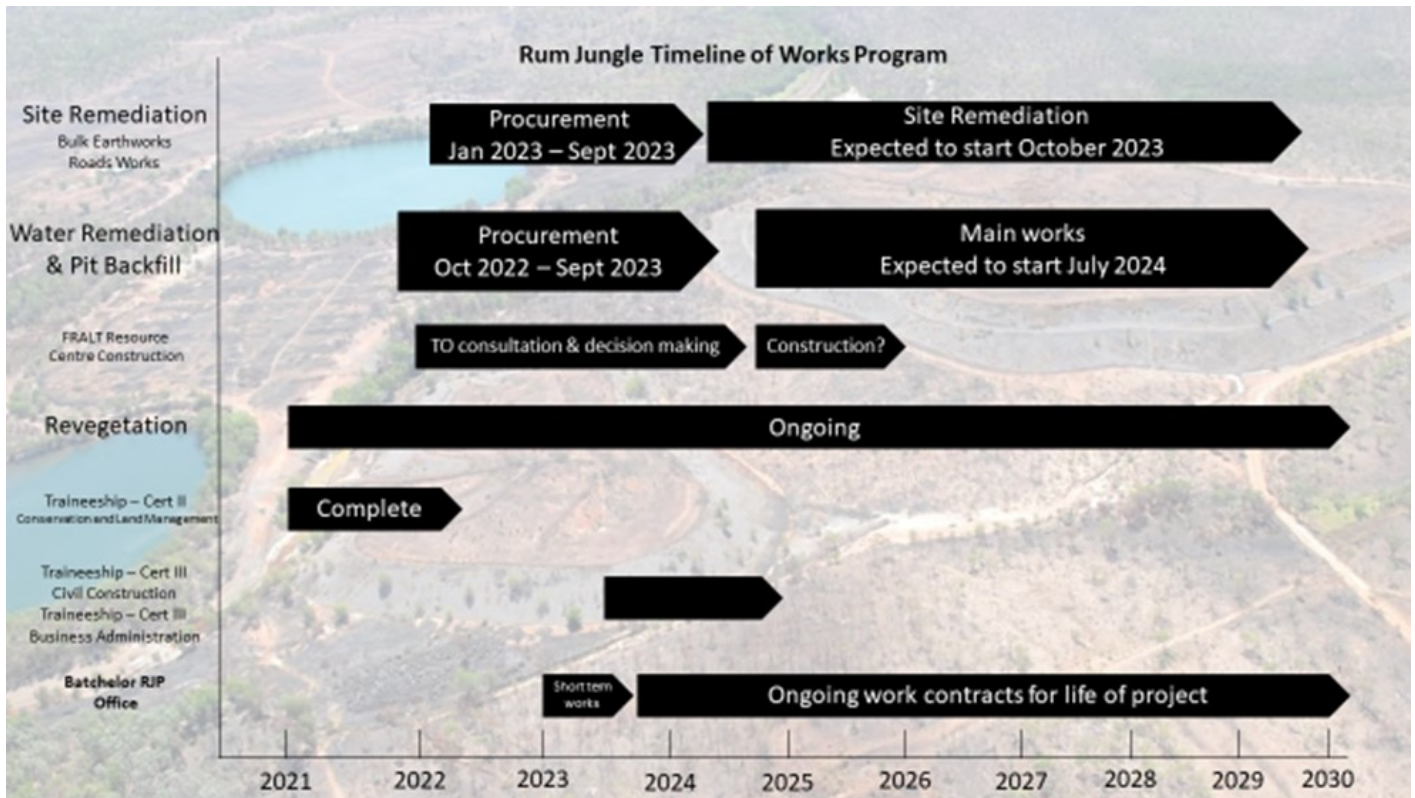 Rum Jungle Timeline of Works Program
Site Remediation
Bulk Earthworks
Roads Works
Procurement
Jan 2023 – Sept 2023
Site Remediation
Expected to start October 2023
Water Remediation
& Pit Backfill
Procurement
Oct 2022 – Sept 2023
Main works
Expected to start July 2024
FRALT Resource
Centre Construction
TO consultation & decision making
Construction?
Revegetation
Ongoing
Traineeship – Cert II
Conservation and Land Management
Complete
Traineeship – Cert III
Civil Construction
Traineeship – Cert III
Business Administration
Batchelor RJP
Office
Short tem
works
Ongoing work contracts for life of project
2021 2022 2023 2024 2025 2026 2027 2028 2029 2030